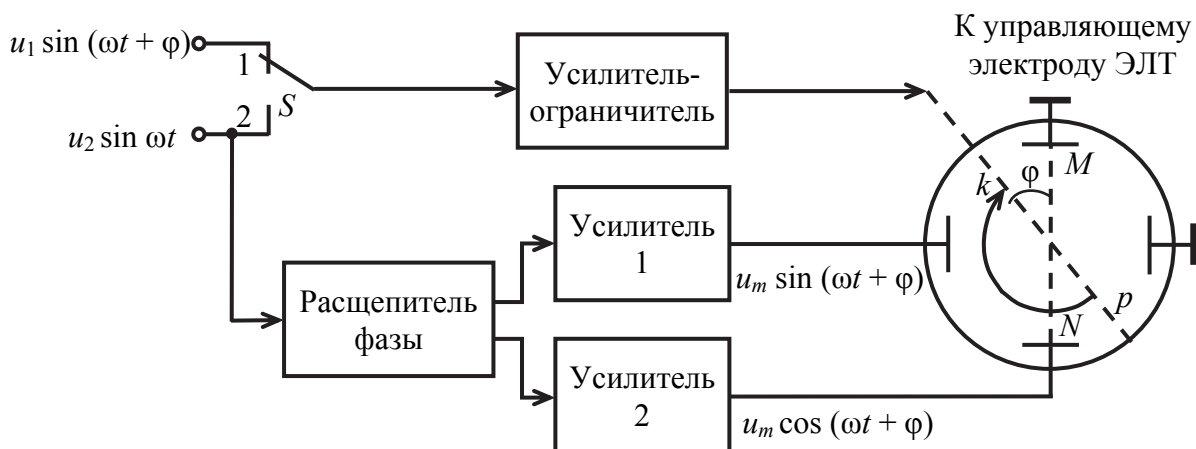 u₁ sin (ωt + φ)
1
2
S
u₂ sin ωt
Усилитель-
ограничитель
К управляющему
электроду ЭЛТ
M
φ
k
p
N
Усилитель
1
uₘ sin (ωt + φ)
Расщепитель
фазы
Усилитель
2
uₘ cos (ωt + φ)